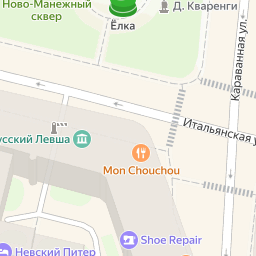 Ново-Манежный
сквер
Д. Кваренги
Ёлка
Караванная ул.
Итальянская у
усский Левша
Mon Chouchou
Shoe Repair
Невский Питер